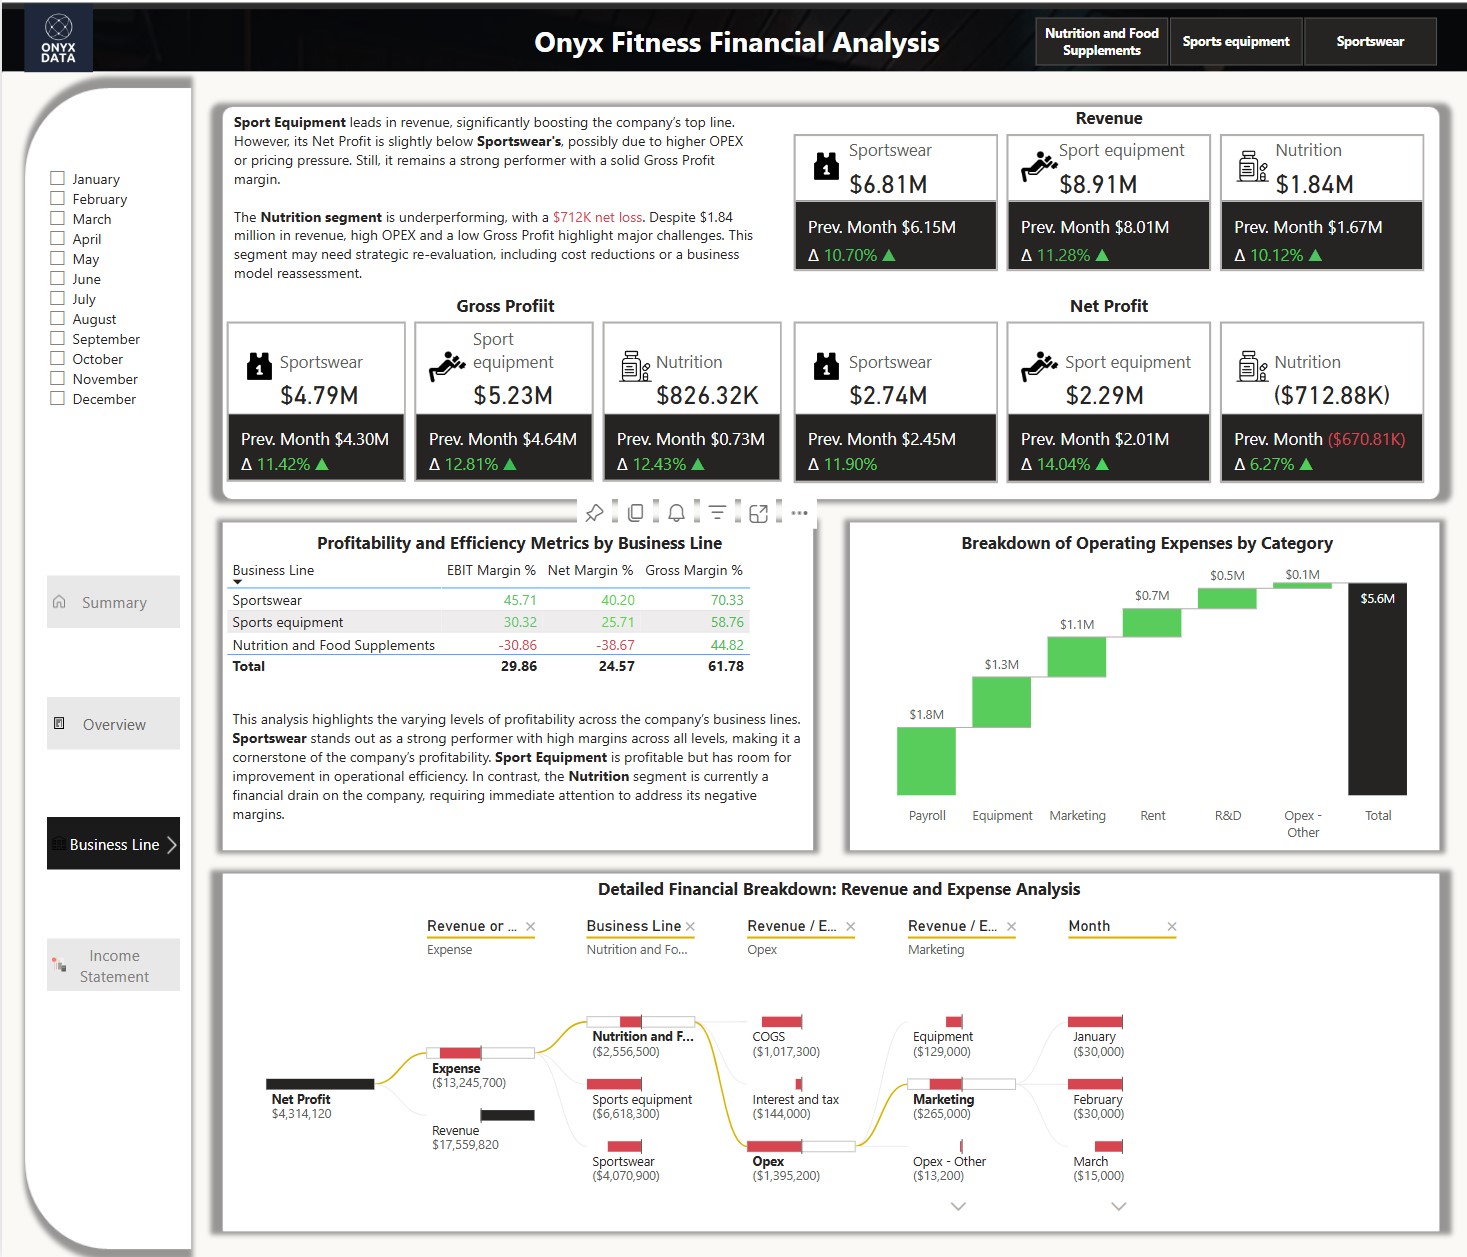 ONYX
DATA
Onyx Fitness Financial Analysis
Nutrition and Food
Supplements
Sports equipment
Sportswear
January
February
March
April
May
June
July
August
September
October
November
December
Summary
Overview
Business Line
Income
Statement
Sport Equipment leads in revenue, significantly boosting the company's top line.
However, its Net Profit is slightly below Sportswear's, possibly due to higher OPEX
or pricing pressure. Still, it remains a strong performer with a solid Gross Profit
margin.
The Nutrition segment is underperforming, with a $712K net loss. Despite $1.84
million in revenue, high OPEX and a low Gross Profit highlight major challenges. This
segment may need strategic re-evaluation, including cost reductions or a business
model reassessment.
Revenue
Sportswear
$6.81M
Prev. Month $6.15M
Δ 10.70% ▲
Sport equipment
$8.91M
Prev. Month $8.01M
Δ 11.28% ▲
Nutrition
$1.84M
Prev. Month $1.67M
Δ 10.12% ▲
Gross Profiit
1
Sportswear
$4.79M
Prev. Month $4.30M
Δ 11.42% ▲
Sport
equipment
$5.23M
Prev. Month $4.64M
Δ 12.81% ▲
Nutrition
$826.32K
Prev. Month $0.73M
Δ 12.43% ▲
Net Profit
1
Sportswear
$2.74M
Prev. Month $2.45M
Δ 11.90%
Sport equipment
$2.29M
Prev. Month $2.01M
Δ 14.04% ▲
Nutrition
($712.88K)
Prev. Month ($670.81K)
Δ 6.27% ▲
Profitability and Efficiency Metrics by Business Line
Business Line EBIT Margin % Net Margin % Gross Margin %
Sportswear 45.71 40.20 70.33
Sports equipment 30.32 25.71 58.76
Nutrition and Food Supplements -30.86 -38.67 44.82
Total 29.86 24.57 61.78
This analysis highlights the varying levels of profitability across the company's business lines.
Sportswear stands out as a strong performer with high margins across all levels, making it a
cornerstone of the company's profitability. Sport Equipment is profitable but has room for
improvement in operational efficiency. In contrast, the Nutrition segment is currently a
financial drain on the company, requiring immediate attention to address its negative
margins.
Breakdown of Operating Expenses by Category
$1.8M
$1.3M
$1.1M
$0.7M
$0.5M
$0.1M
$5.6M
Payroll
Equipment
Marketing
Rent
R&D
Opex -
Other
Total
Detailed Financial Breakdown: Revenue and Expense Analysis
Revenue or ...
Expense
Business Line
Nutrition and Fo...
Revenue / E...
Opex
Revenue / E...
Marketing
Month
Net Profit
$4,314,120
Expense
($13,245,700)
Revenue
$17,559,820
Nutrition and F...
($2,556,500)
Sports equipment
($6,618,300)
Sportswear
($4,070,900)
COGS
($1,017,300)
Interest and tax
($144,000)
Opex
($1,395,200)
Equipment
($129,000)
Marketing
($265,000)
Opex - Other
($13,200)
January
($30,000)
February
($30,000)
March
($15,000)